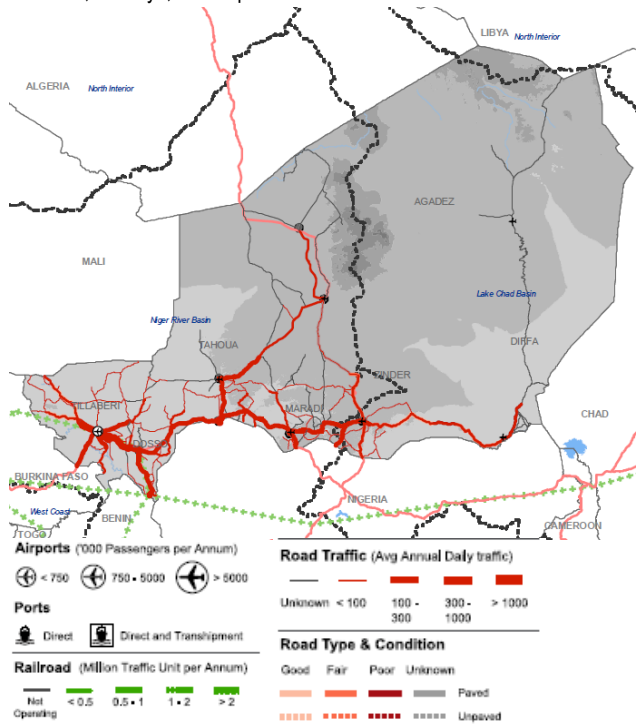 LIBYA
North Interior
ALGERIA
North Interior
AGADEZ
MALI
Niger River Basin
Lake Chad Basin
TAHOUA
DIFFA
ZINDER
TILLABERI
MARADI
DOSSO
CHAD
BURKINA FASO
NIGERIA
West Coast
BENIN
TOGO
CAMEROON
Airports ('000 Passengers per Annum)
< 750 750 - 5000 > 5000
Ports
Direct Direct and Transhipment
Railroad (Million Traffic Unit per Annum)
Not Operating < 0.5 0.5 - 1 1 - 2 > 2
Road Traffic (Avg Annual Daily traffic)
Unknown < 100 100 - 300 300 - 1000 > 1000
Road Type & Condition
Good Fair Poor Unknown
Paved
Unpaved